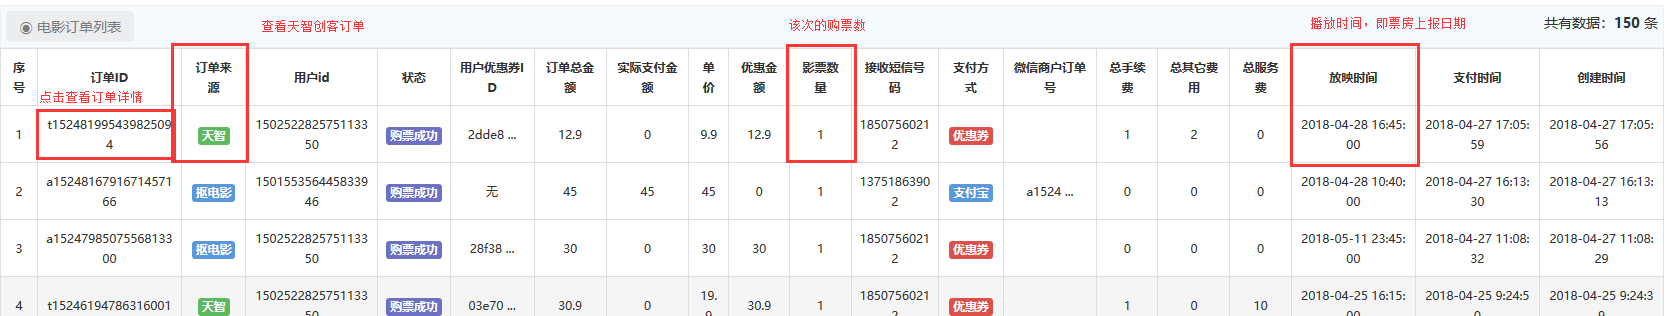 电影订单列表 查看天智创客订单 该次的购票数 播放时间，即票房上报日期 共有数据：150 条
序号 订单ID 订单来源 用户id 状态 用户优惠券ID 订单总金额 实际支付金额 单价 优惠金额 影票数量 接收短信号码 支付方式 微信商户订单号 总手续费 总其它费用 总服务费 放映时间 支付时间 创建时间
点击查看订单详情
1 t152481995439825094 天智 150252282575113350 购票成功 2dde8 ... 12.9 0 9.9 12.9 1 18507560212 优惠券 1 2 0 2018-04-28 16:45:00 2018-04-27 17:05:59 2018-04-27 17:05:56
2 a1524816791671457166 抠电影 150155356445833946 购票成功 无 45 45 45 0 1 13751863902 支付宝 a1524 ... 0 0 0 2018-04-28 10:40:00 2018-04-27 16:13:30 2018-04-27 16:13:13
3 a1524798507556813300 抠电影 150252282575113350 购票成功 28f38 ... 30 0 30 30 1 18507560212 优惠券 0 0 0 2018-05-11 23:45:00 2018-04-27 11:08:32 2018-04-27 11:08:29
4 t15246194786316001 天智 150252282575113350 购票成功 03e70 ... 30.9 0 19.9 30.9 1 18507560212 优惠券 1 0 10 2018-04-25 16:15:00 2018-04-25 9:24:50 2018-04-25 9:24:39